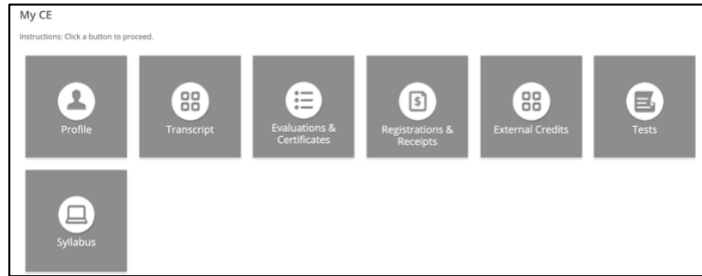 My CE
Instructions: Click a button to proceed.
Profile
Transcript
Evaluations &
Certificates
Registrations &
Receipts
External Credits
Tests
Syllabus